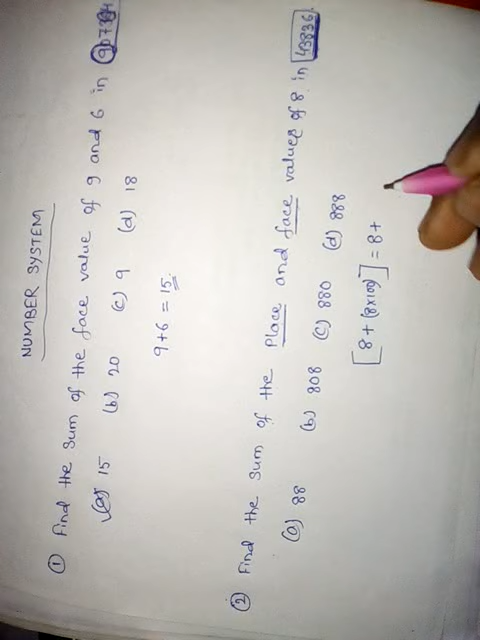 NUMBER SYSTEM
① Find the sum of the face value of 9 and 6 in
(a) 15 (b) 20 (c) 9 (d) 18
9+6 = 15
② Find the sum of the Place and face values of 8 in 43836.
(a) 88 (b) 808 (c) 880 (d) 888
[8 + (8×100)] = 8+